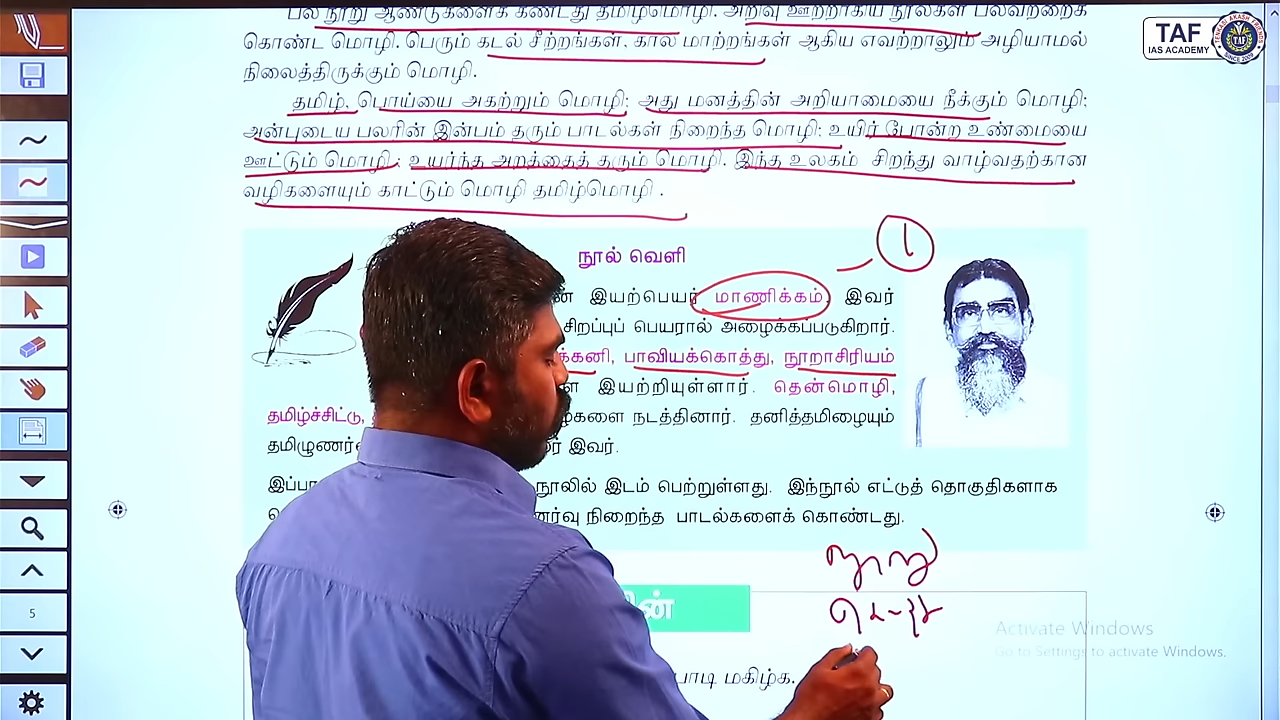 பல நூறு ஆண்டுகளைக் கண்டது தமிழ்மொழி. அறிவு ஊற்றாகிய நூல்கள் பலவற்றைக்
கொண்ட மொழி. பெரும் கடல் சீற்றங்கள், கால மாற்றங்கள் ஆகிய எவற்றாலும் அழியாமல்
நிலைத்திருக்கும் மொழி.
தமிழ், பொய்யை அகற்றும் மொழி; அது மனத்தின் அறியாமையை நீக்கும் மொழி;
அன்புடைய பலரின் இன்பம் தரும் பாடல்கள் நிறைந்த மொழி; உயிர் போன்ற உண்மையை
ஊட்டும் மொழி ; உயர்ந்த அறத்தைத் தரும் மொழி. இந்த உலகம் சிறந்து வாழ்வதற்கான
வழிகளையும் காட்டும் மொழி தமிழ்மொழி .
TAF
IAS ACADEMY
TAF
நூல் வெளி
1
இயற்பெயர் மாணிக்கம். இவர்
சிறப்புப் பெயரால் அழைக்கப்படுகிறார்.
பாவியக்கொத்து, நூறாசிரியம்
இயற்றியுள்ளார். தென்மொழி,
தமிழ்ச்சிட்டு, நடத்தினார். தனித்தமிழையும்
இவர்.
நூலில் இடம் பெற்றுள்ளது. இந்நூல் எட்டுத் தொகுதிகளாக
நிறைந்த பாடல்களைக் கொண்டது.
நூறு
பாடி மகிழ்க.
Activate Windows
Go to Settings to activate Windows.
5